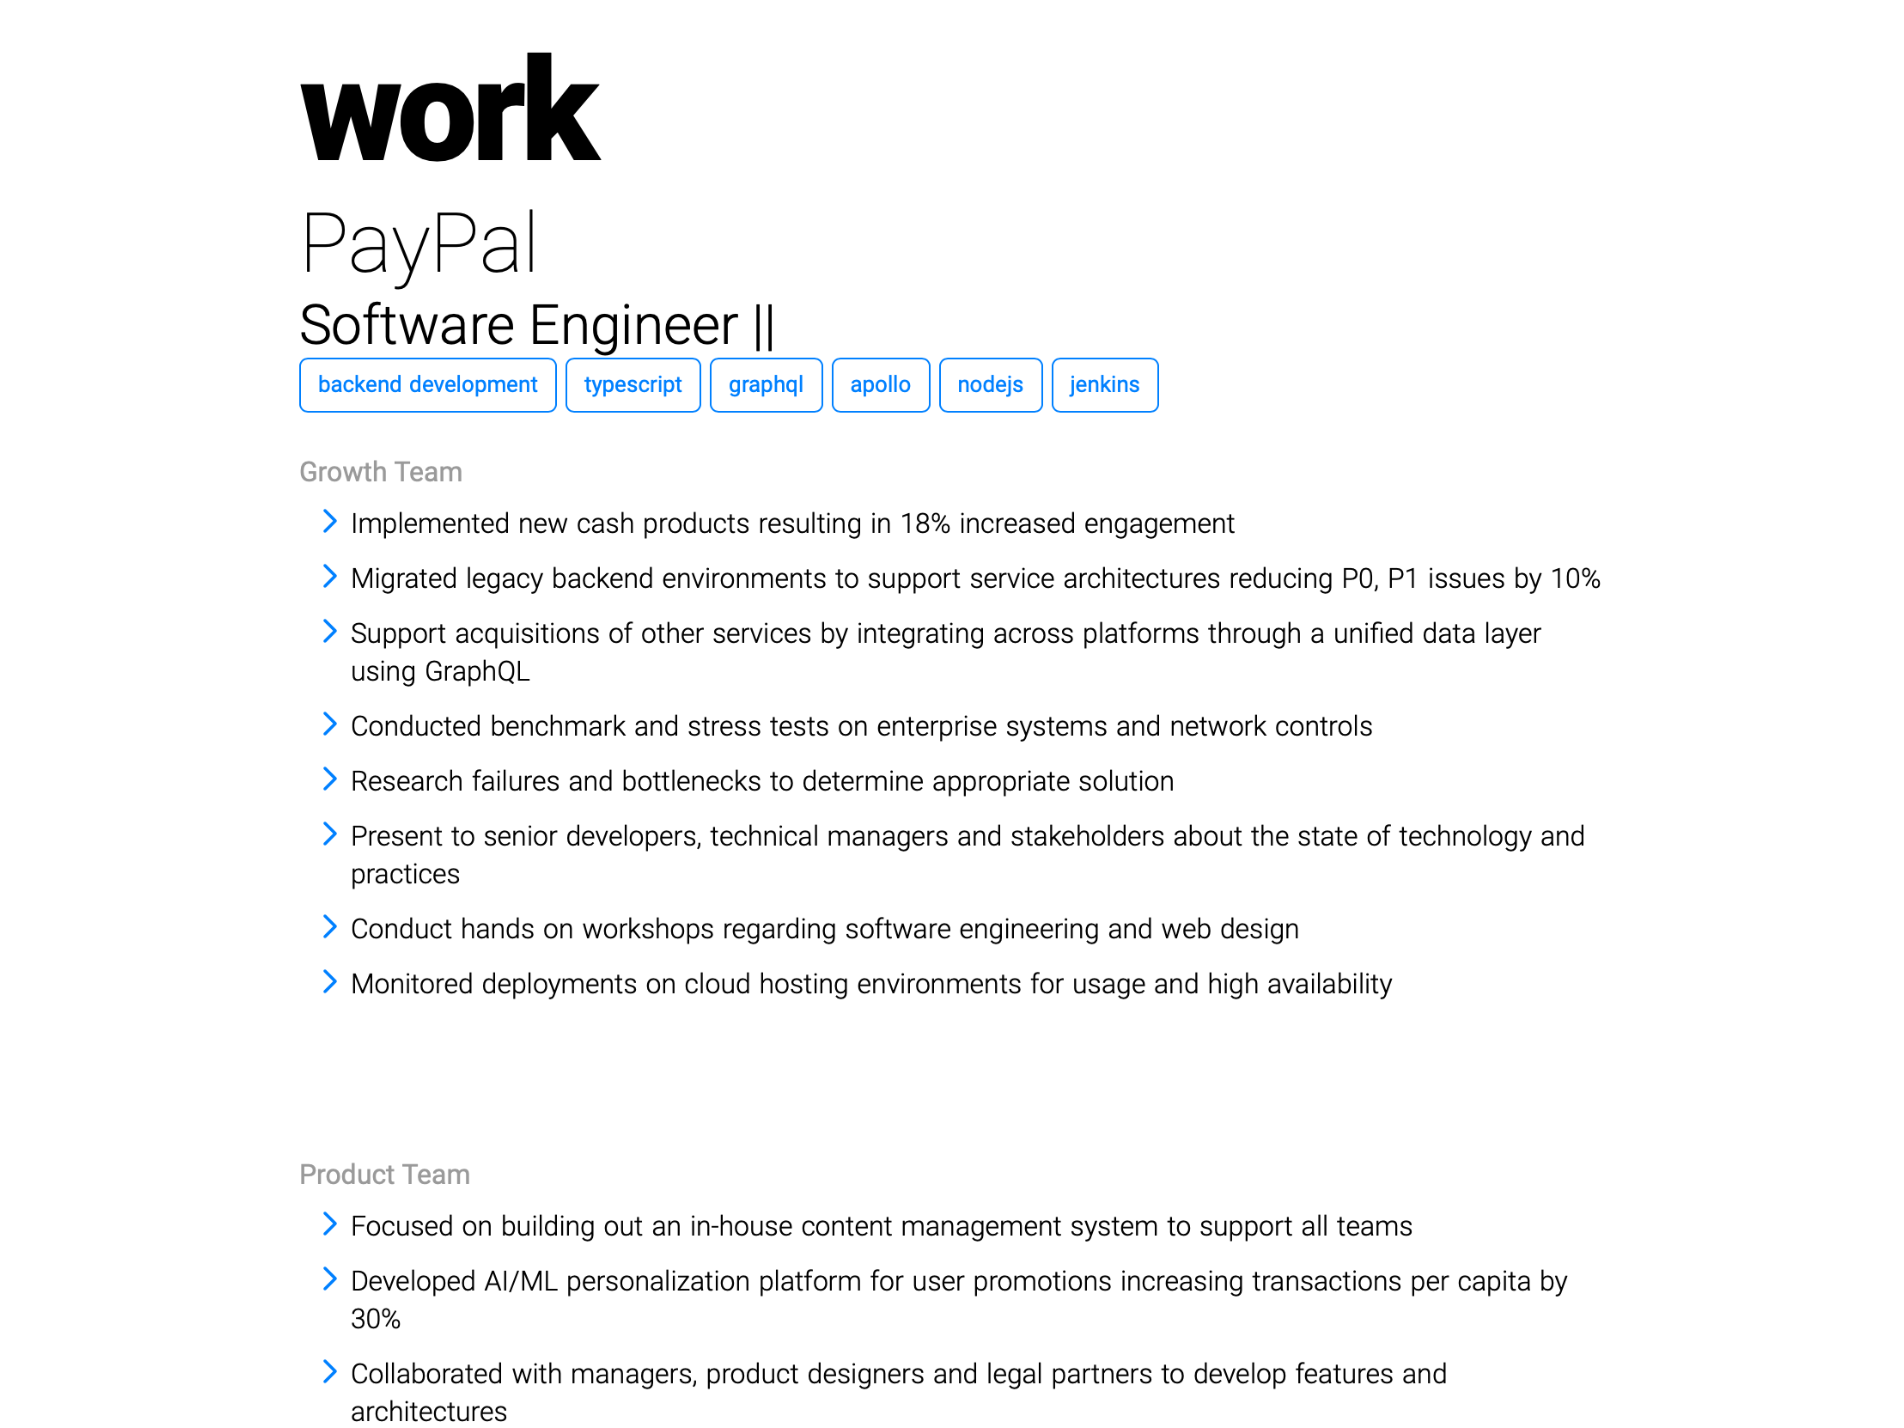 work
PayPal
Software Engineer ||
backend development typescript graphql apollo nodejs jenkins
Growth Team
Implemented new cash products resulting in 18% increased engagement
Migrated legacy backend environments to support service architectures reducing P0, P1 issues by 10%
Support acquisitions of other services by integrating across platforms through a unified data layer
using GraphQL
Conducted benchmark and stress tests on enterprise systems and network controls
Research failures and bottlenecks to determine appropriate solution
Present to senior developers, technical managers and stakeholders about the state of technology and
practices
Conduct hands on workshops regarding software engineering and web design
Monitored deployments on cloud hosting environments for usage and high availability
Product Team
Focused on building out an in-house content management system to support all teams
Developed AI/ML personalization platform for user promotions increasing transactions per capita by
30%
Collaborated with managers, product designers and legal partners to develop features and
architectures